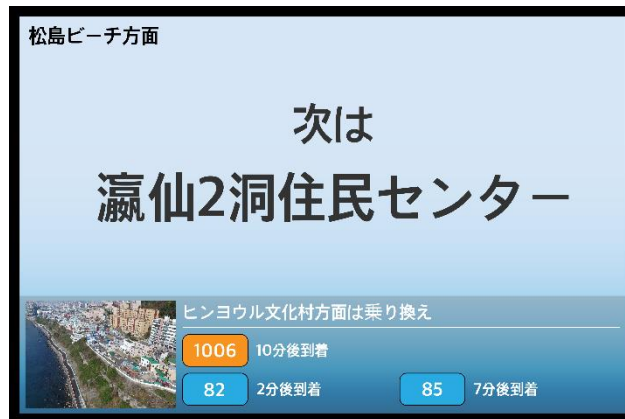 松島ビーチ方面
次は
瀛仙2洞住民センター
ヒンヨウル文化村方面は乗り換え
1006 10分後到着
82 2分後到着 85 7分後到着